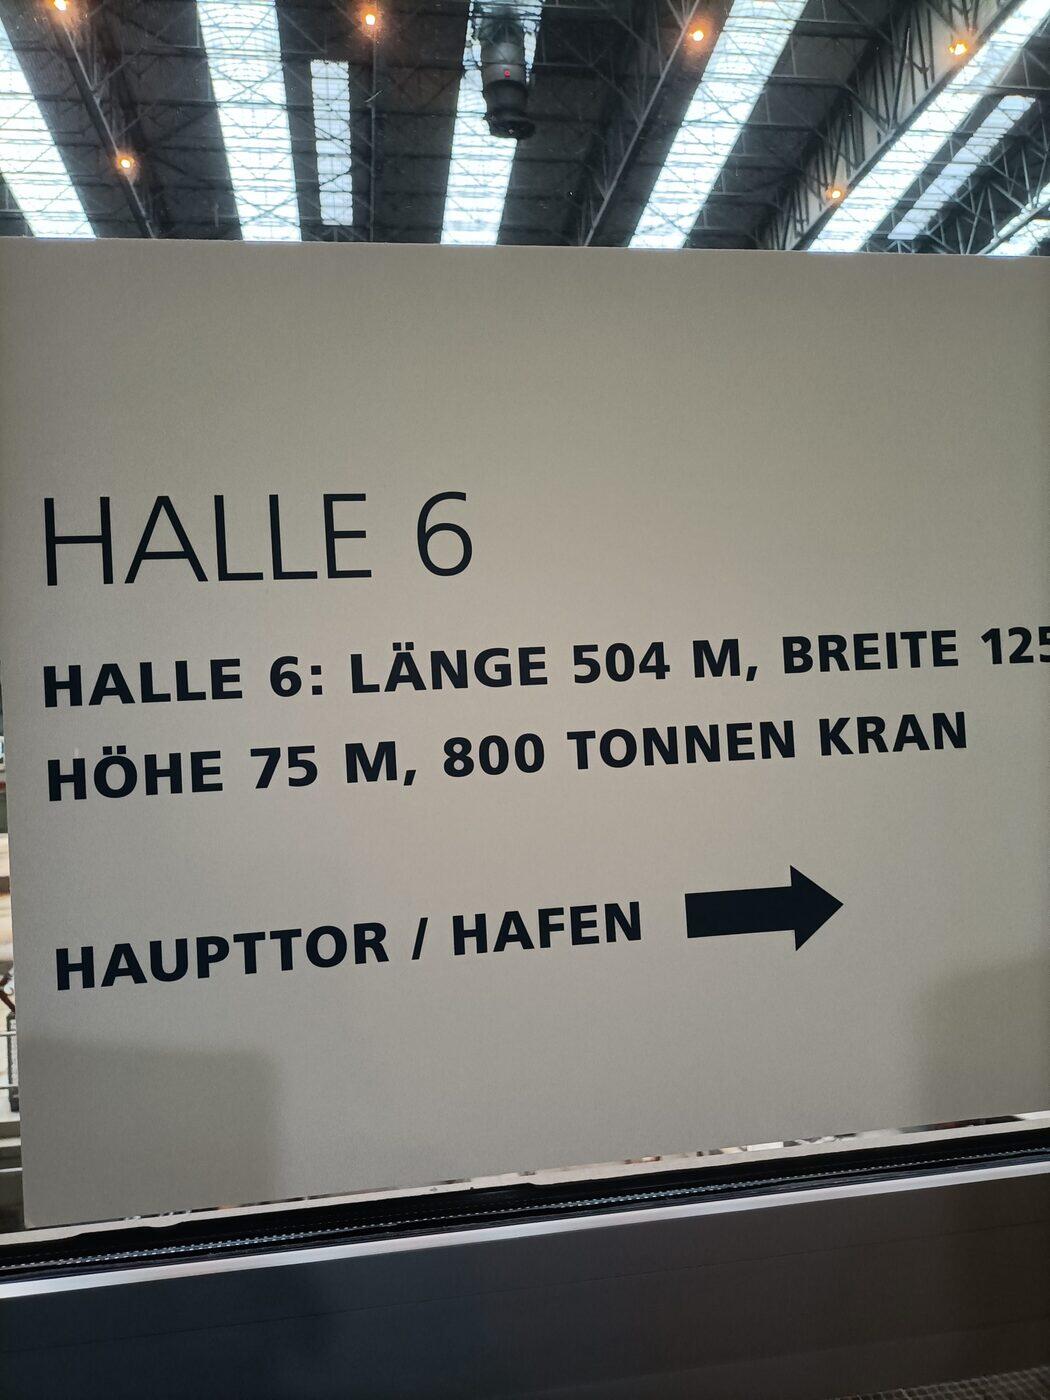 HALLE 6
HALLE 6: LÄNGE 504 M, BREITE 125
HÖHE 75 M, 800 TONNEN KRAN
HAUPTTOR / HAFEN